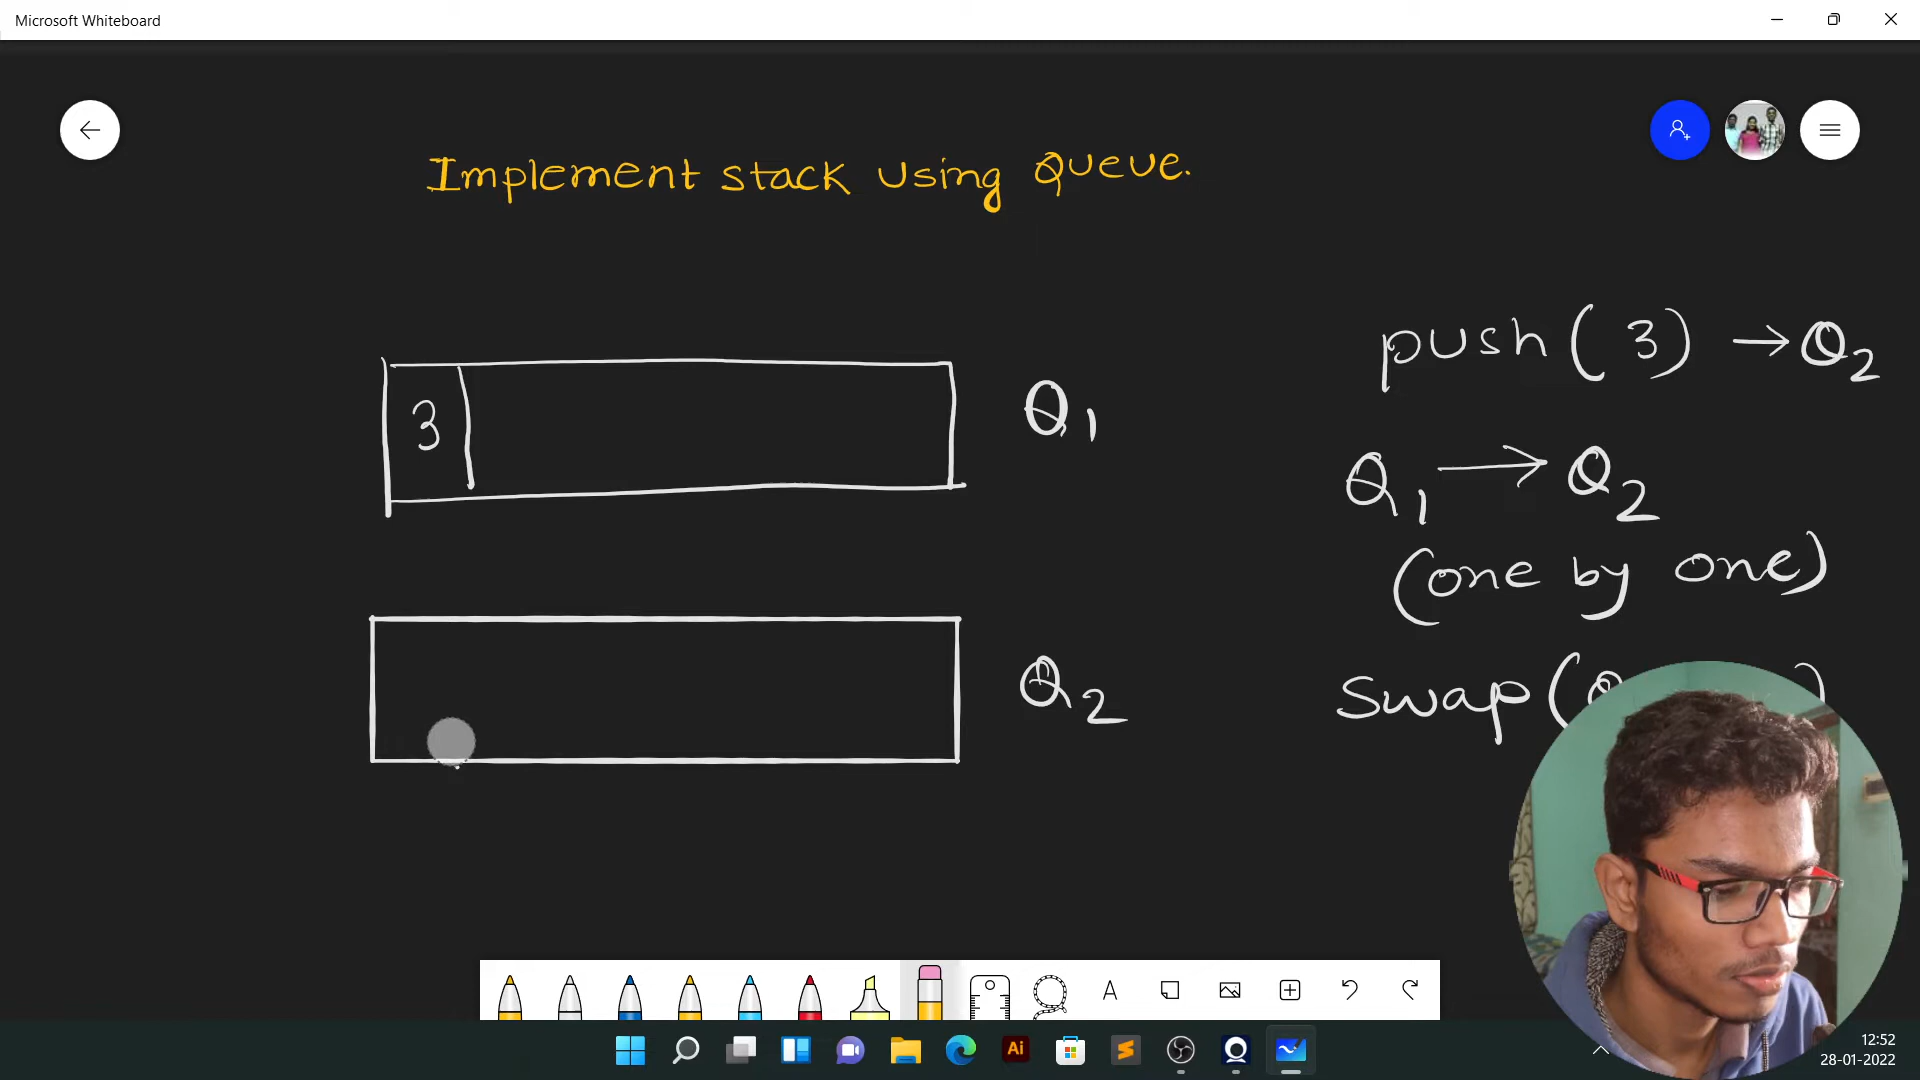 Microsoft Whiteboard
Implement stack using Queue.
push(3) → Q2
3
Q1
Q1 → Q2
(one by one)
Q2
swap(
A
Ai
12:52
28-01-2022